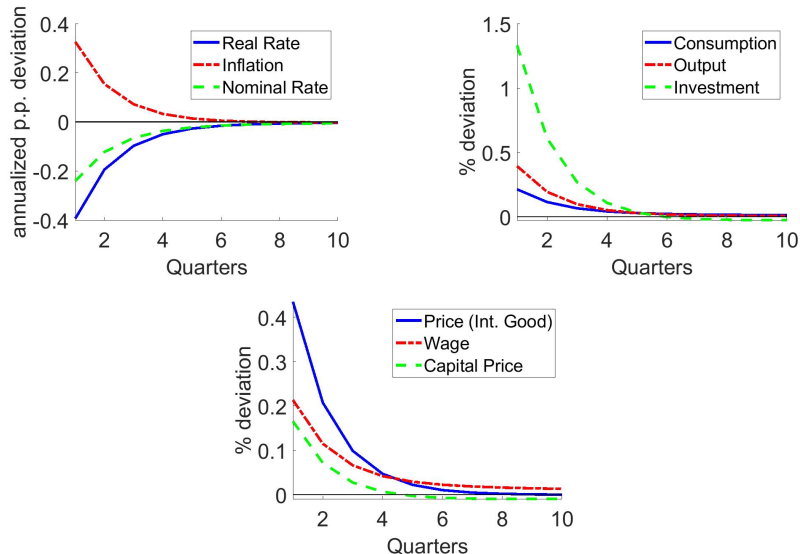 annualized p.p. deviation
0.4
0.2
0
-0.2
-0.4
Real Rate
Inflation
Nominal Rate
2
4
6
8
10
Quarters
% deviation
1.5
1
0.5
0
Consumption
Output
Investment
2
4
6
8
10
Quarters
% deviation
0.4
0.3
0.2
0.1
0
Price (Int. Good)
Wage
Capital Price
2
4
6
8
10
Quarters